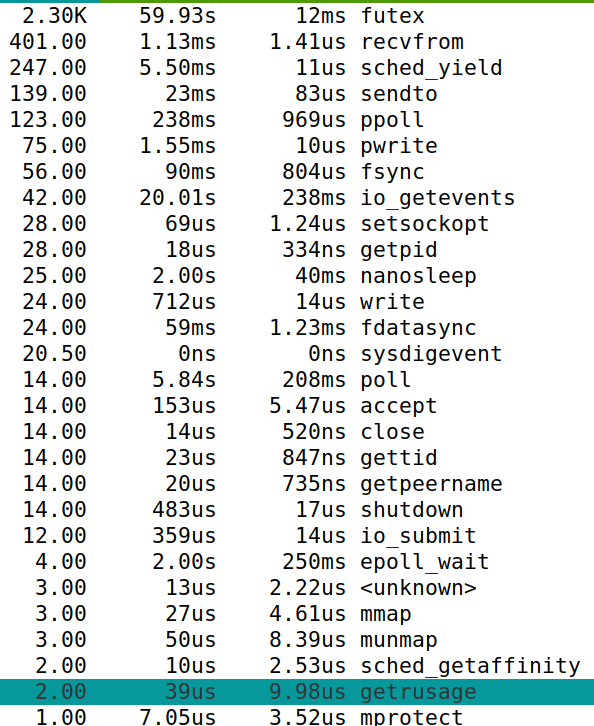 2.30K 59.93s 12ms futex
401.00 1.13ms 1.41us recvfrom
247.00 5.50ms 11us sched_yield
139.00 23ms 83us sendto
123.00 238ms 969us ppoll
75.00 1.55ms 10us pwrite
56.00 90ms 804us fsync
42.00 20.01s 238ms io_getevents
28.00 69us 1.24us setsockopt
28.00 18us 334ns getpid
25.00 2.00s 40ms nanosleep
24.00 712us 14us write
24.00 59ms 1.23ms fdatasync
20.50 0ns 0ns sysdigevent
14.00 5.84s 208ms poll
14.00 153us 5.47us accept
14.00 14us 520ns close
14.00 23us 847ns gettid
14.00 20us 735ns getpeername
14.00 483us 17us shutdown
12.00 359us 14us io_submit
4.00 2.00s 250ms epoll_wait
3.00 13us 2.22us <unknown>
3.00 27us 4.61us mmap
3.00 50us 8.39us munmap
2.00 10us 2.53us sched_getaffinity
2.00 39us 9.98us getrusage
1.00 7.05us 3.52us mprotect